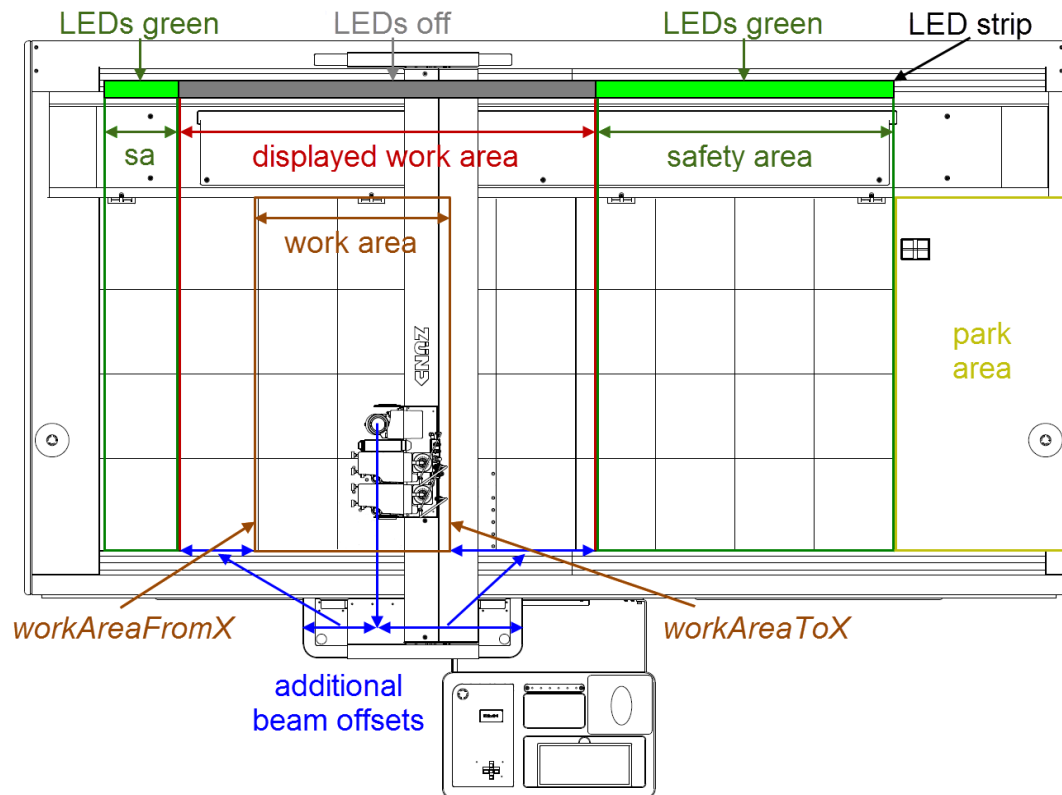 LEDs green
LEDs off
LEDs green
LED strip
sa
displayed work area
safety area
work area
park
area
ZÜND
workAreaFromX
workAreaToX
additional
beam offsets